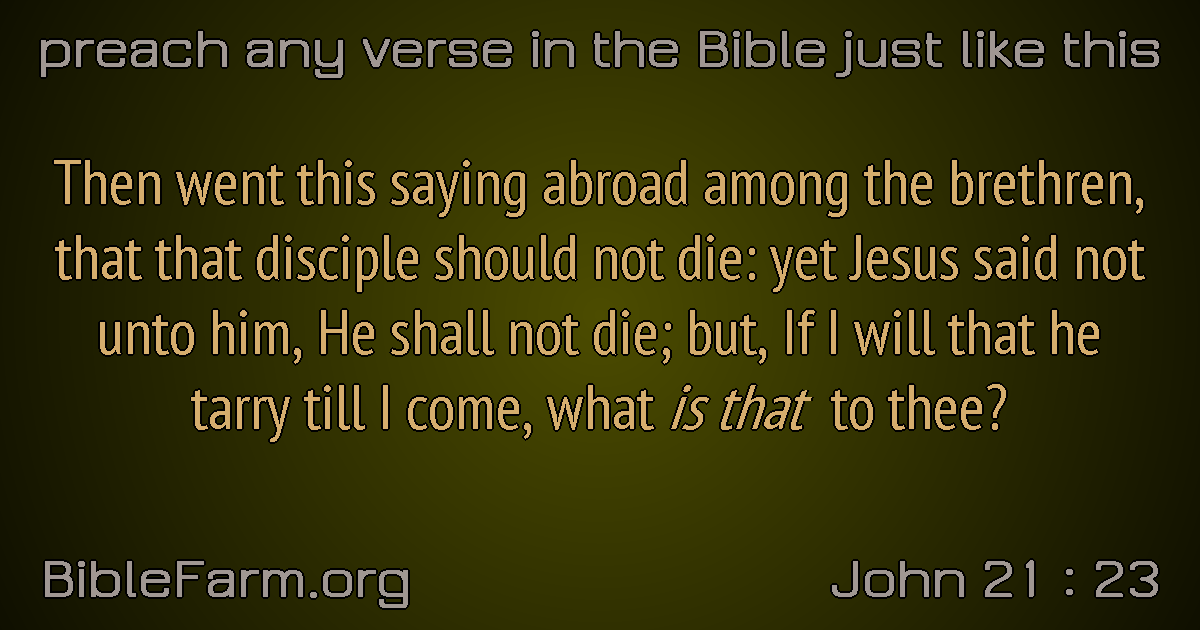 preach any verse in the Bible just like this
Then went this saying abroad among the brethren,
that that disciple should not die: yet Jesus said not
unto him, He shall not die; but, If I will that he
tarry till I come, what is that to thee?
BibleFarm.org
John 21 : 23